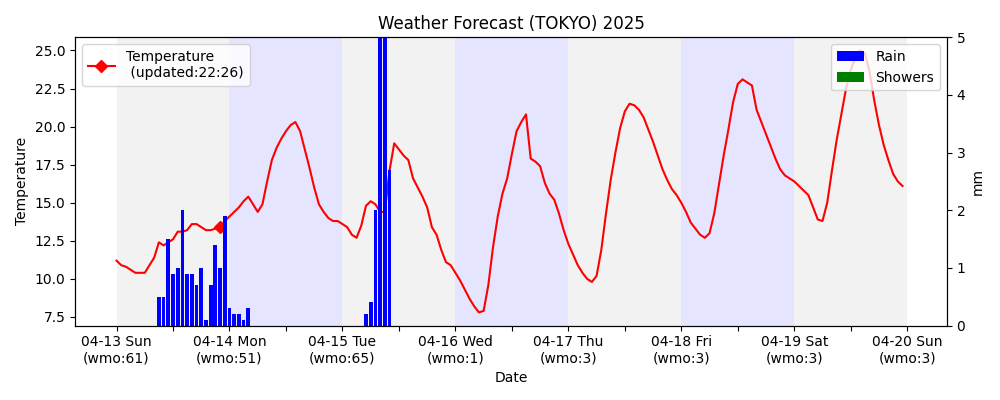 Weather Forecast (TOKYO) 2025
Temperature
(updated:22:26)
Rain
Showers
Temperature
25.0
22.5
20.0
17.5
15.0
12.5
10.0
7.5
5
4
3
2
1
0
mm
04-13 Sun
(wmo:61)
04-14 Mon
(wmo:51)
04-15 Tue
(wmo:65)
04-16 Wed
(wmo:1)
04-17 Thu
(wmo:3)
04-18 Fri
(wmo:3)
04-19 Sat
(wmo:3)
04-20 Sun
(wmo:3)
Date